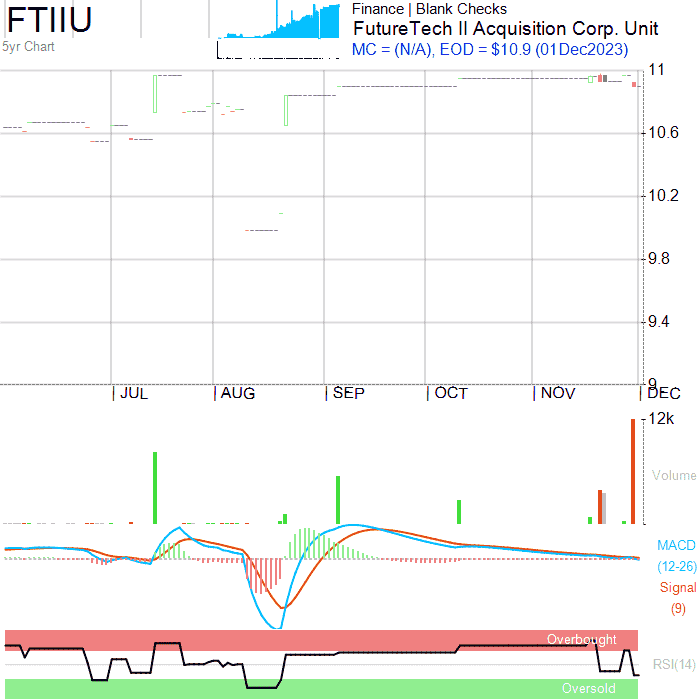 FTIIU
5yr Chart
Finance | Blank Checks
FutureTech II Acquisition Corp. Unit
MC = (N/A), EOD = $10.9 (01Dec2023)
11
10.6
10.2
9.8
9.4
9
JUL AUG SEP OCT NOV DEC
12k
Volume
MACD
(12-26)
Signal
(9)
Overbought
RSI(14)
Oversold